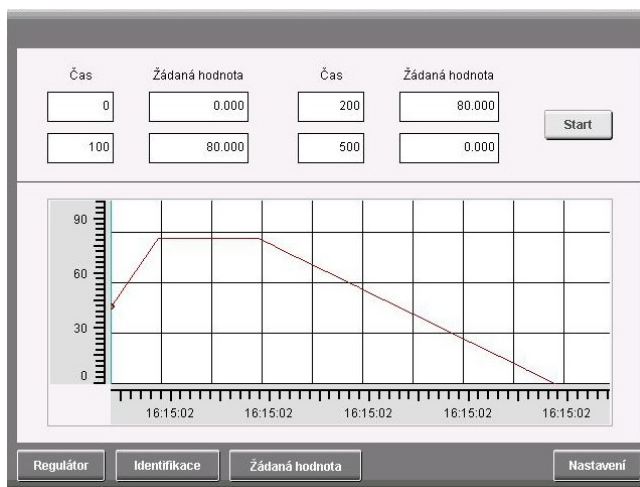 Čas Žádaná hodnota Čas Žádaná hodnota
0 0.000 200 80.000
Start
100 80.000 500 0.000
90
60
30
0
16:15:02 16:15:02 16:15:02 16:15:02 16:15:02
Regulátor Identifikace Žádaná hodnota Nastavení